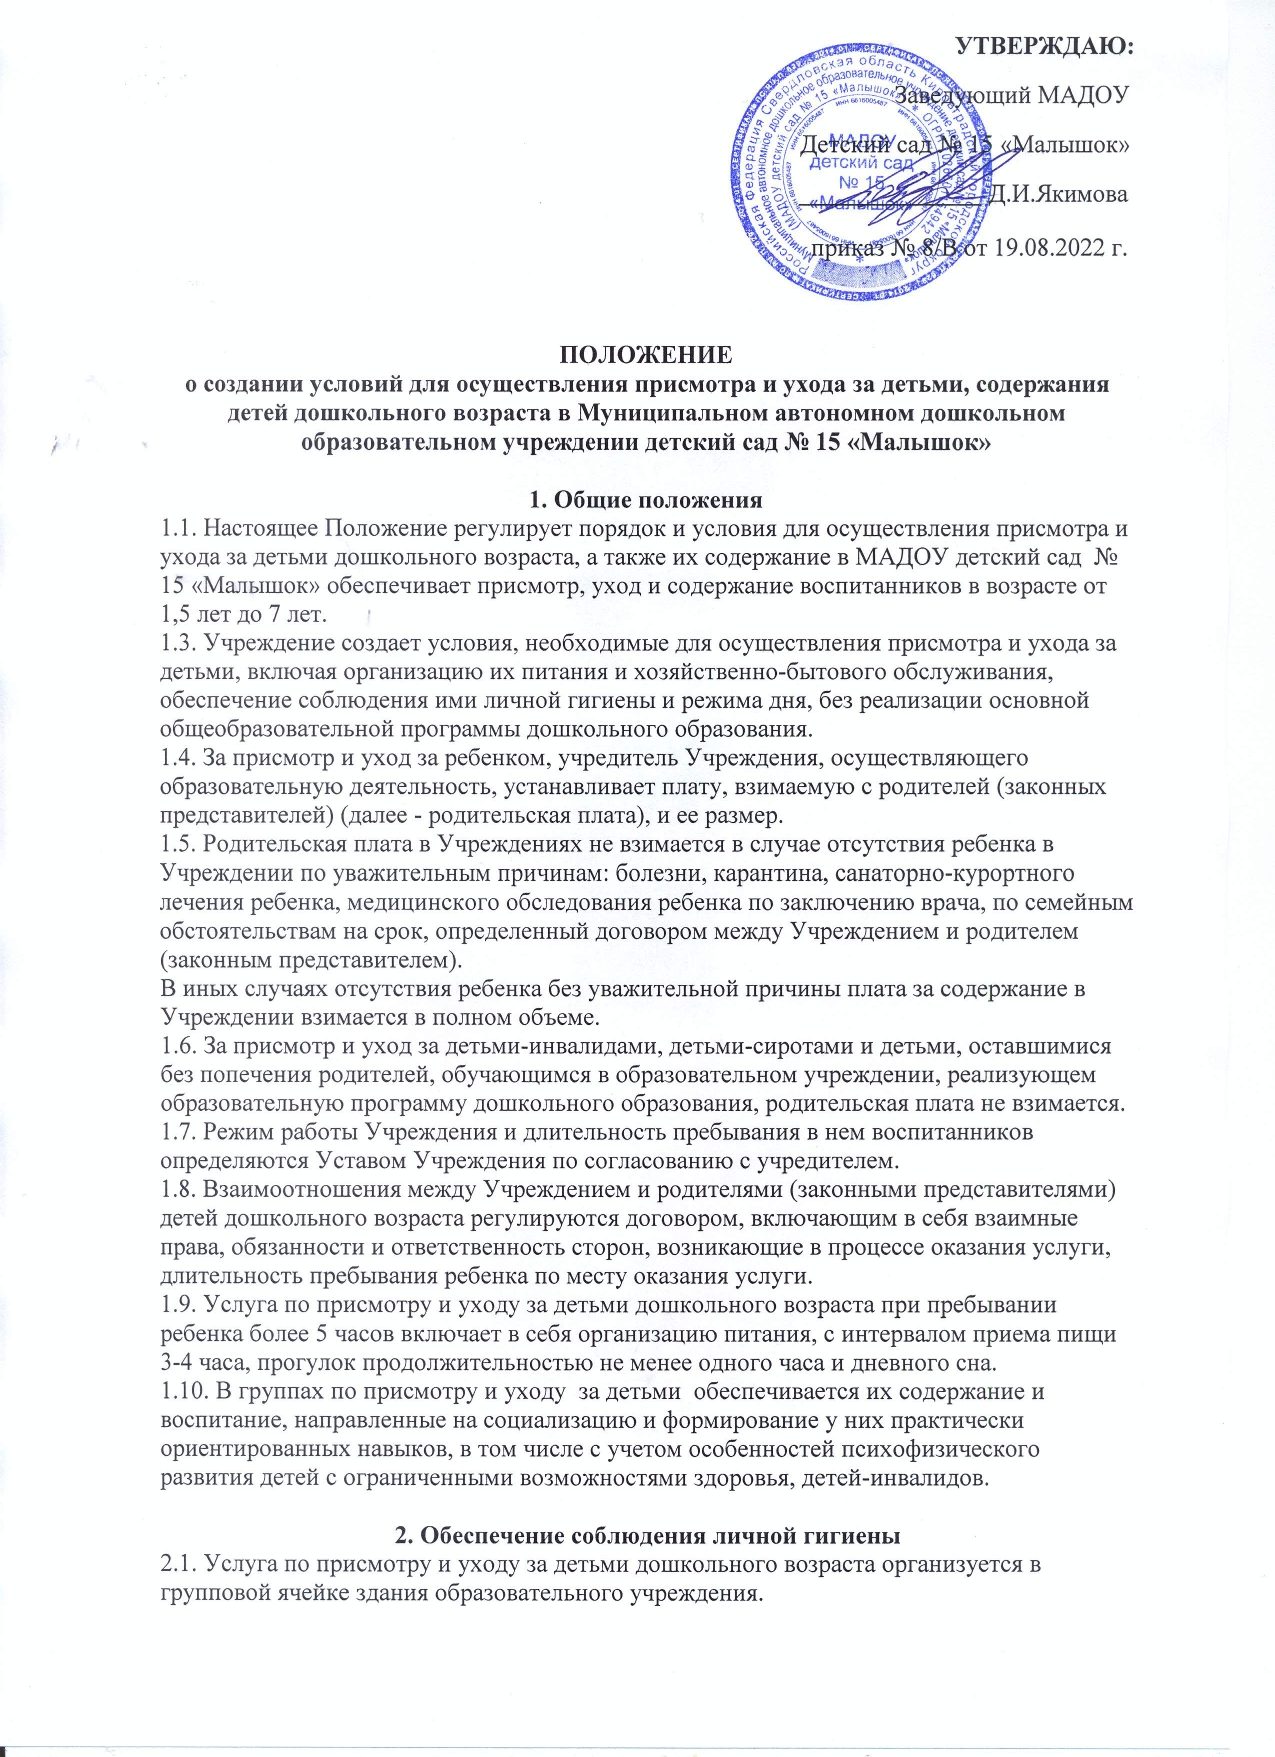 УТВЕРЖДАЮ:
Заведующий МАДОУ
Детский сад № 15 «Малышок»
Д.И.Якимова
приказ № 8/В от 19.08.2022 г.
МАДОУ
детский сад
№ 15
«Малышок»
ПОЛОЖЕНИЕ
о создании условий для осуществления присмотра и ухода за детьми, содержания
детей дошкольного возраста в Муниципальном автономном дошкольном
образовательном учреждении детский сад № 15 «Малышок»
1. Общие положения
1.1. Настоящее Положение регулирует порядок и условия для осуществления присмотра и
ухода за детьми дошкольного возраста, а также их содержание в МАДОУ детский сад №
15 «Малышок» обеспечивает присмотр, уход и содержание воспитанников в возрасте от
1,5 лет до 7 лет.
1.3. Учреждение создает условия, необходимые для осуществления присмотра и ухода за
детьми, включая организацию их питания и хозяйственно-бытового обслуживания,
обеспечение соблюдения ими личной гигиены и режима дня, без реализации основной
общеобразовательной программы дошкольного образования.
1.4. За присмотр и уход за ребенком, учредитель Учреждения, осуществляющего
образовательную деятельность, устанавливает плату, взимаемую с родителей (законных
представителей) (далее - родительская плата), и ее размер.
1.5. Родительская плата в Учреждениях не взимается в случае отсутствия ребенка в
Учреждении по уважительным причинам: болезни, карантина, санаторно-курортного
лечения ребенка, медицинского обследования ребенка по заключению врача, по семейным
обстоятельствам на срок, определенный договором между Учреждением и родителем
(законным представителем).
В иных случаях отсутствия ребенка без уважительной причины плата за содержание в
Учреждении взимается в полном объеме.
1.6. За присмотр и уход за детьми-инвалидами, детьми-сиротами и детьми, оставшимися
без попечения родителей, обучающимся в образовательном учреждении, реализующем
образовательную программу дошкольного образования, родительская плата не взимается.
1.7. Режим работы Учреждения и длительность пребывания в нем воспитанников
определяются Уставом Учреждения по согласованию с учредителем.
1.8. Взаимоотношения между Учреждением и родителями (законными представителями)
детей дошкольного возраста регулируются договором, включающим в себя взаимные
права, обязанности и ответственность сторон, возникающие в процессе оказания услуги,
длительность пребывания ребенка по месту оказания услуги.
1.9. Услуга по присмотру и уходу за детьми дошкольного возраста при пребывании
ребенка более 5 часов включает в себя организацию питания, с интервалом приема пищи
3-4 часа, прогулок продолжительностью не менее одного часа и дневного сна.
1.10. В группах по присмотру и уходу за детьми обеспечивается их содержание и
воспитание, направленные на социализацию и формирование у них практически
ориентированных навыков, в том числе с учетом особенностей психофизического
развития детей с ограниченными возможностями здоровья, детей-инвалидов.
2. Обеспечение соблюдения личной гигиены
2.1. Услуга по присмотру и уходу за детьми дошкольного возраста организуется в
групповой ячейке здания образовательного учреждения.